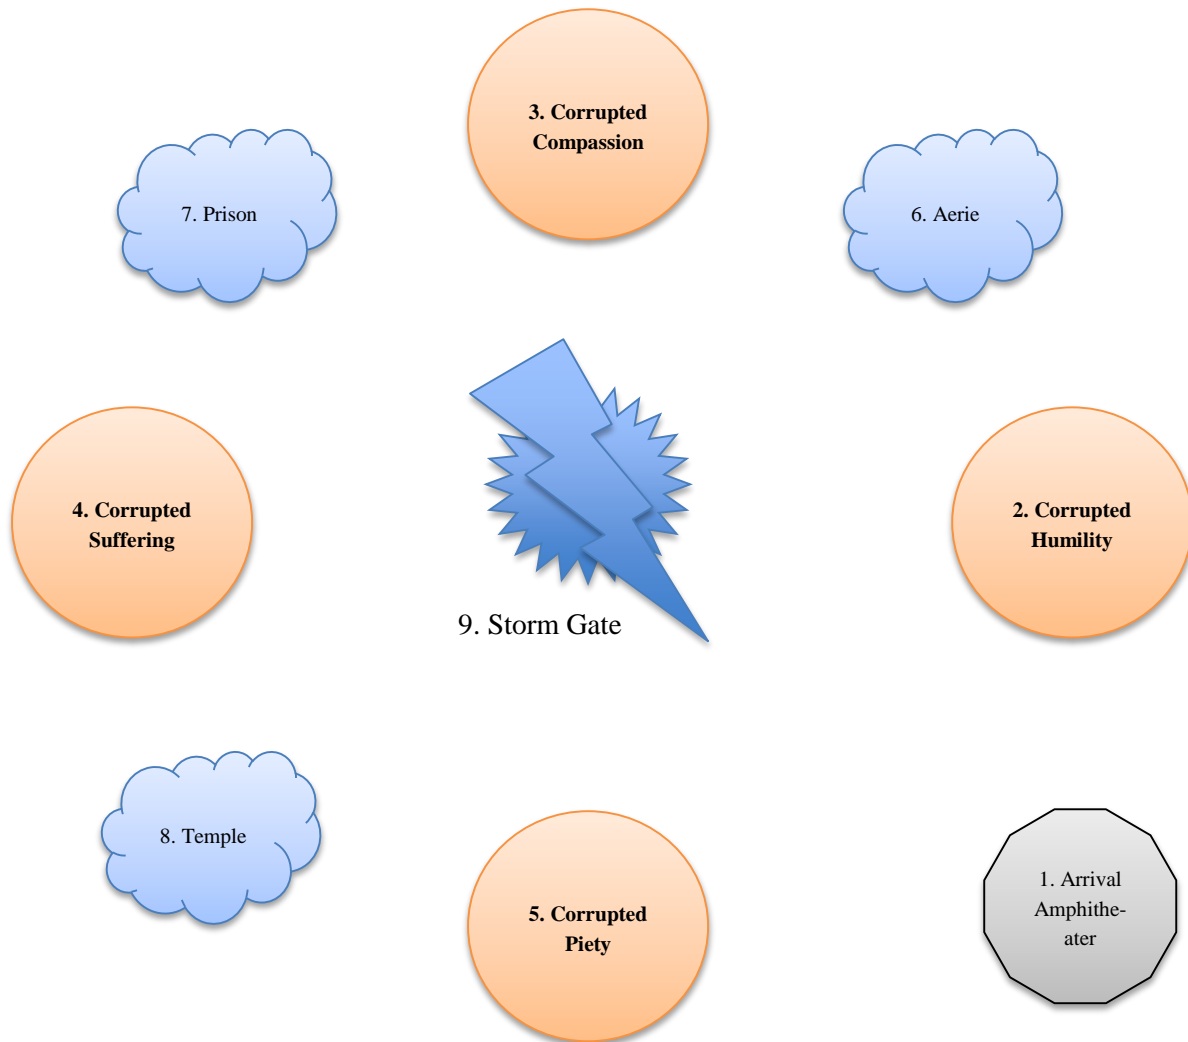 3. Corrupted
Compassion
7. Prison
6. Aerie
4. Corrupted
Suffering
2. Corrupted
Humility
9. Storm Gate
8. Temple
5. Corrupted
Piety
1. Arrival
Amphithe-
ater